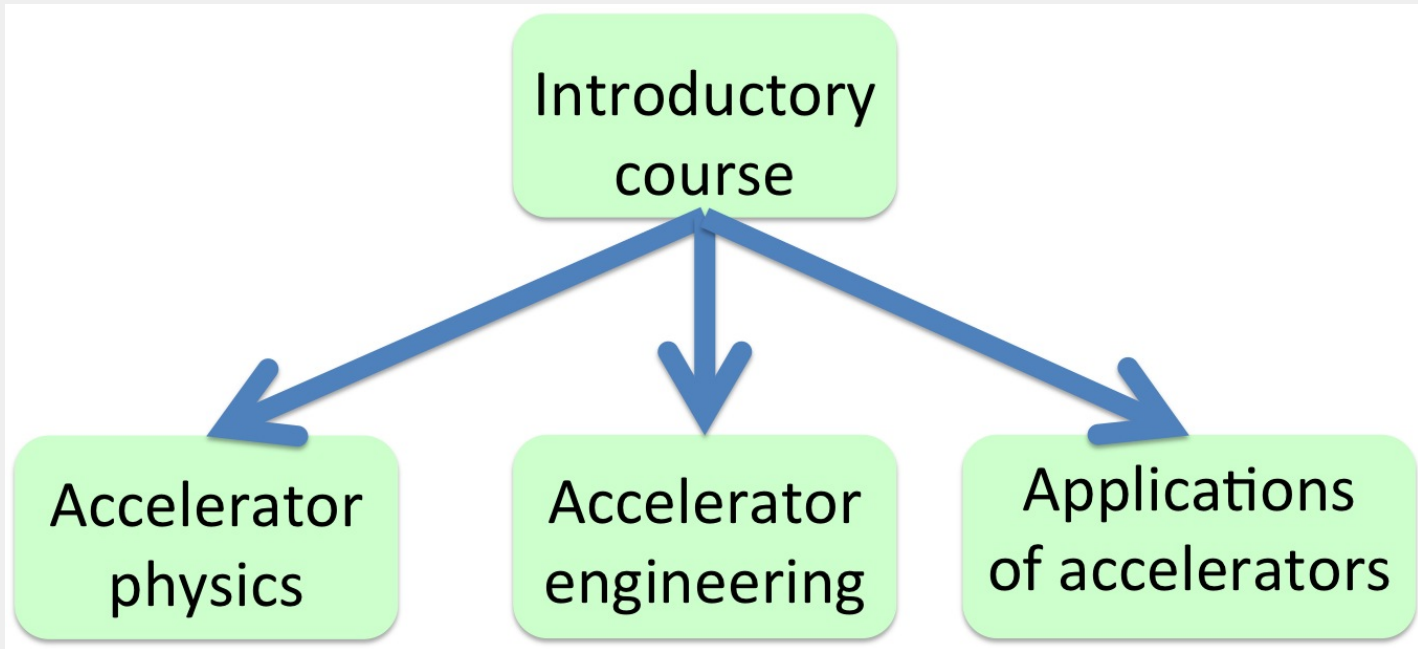 Introductory
course
Accelerator
physics
Accelerator
engineering
Applications
of accelerators